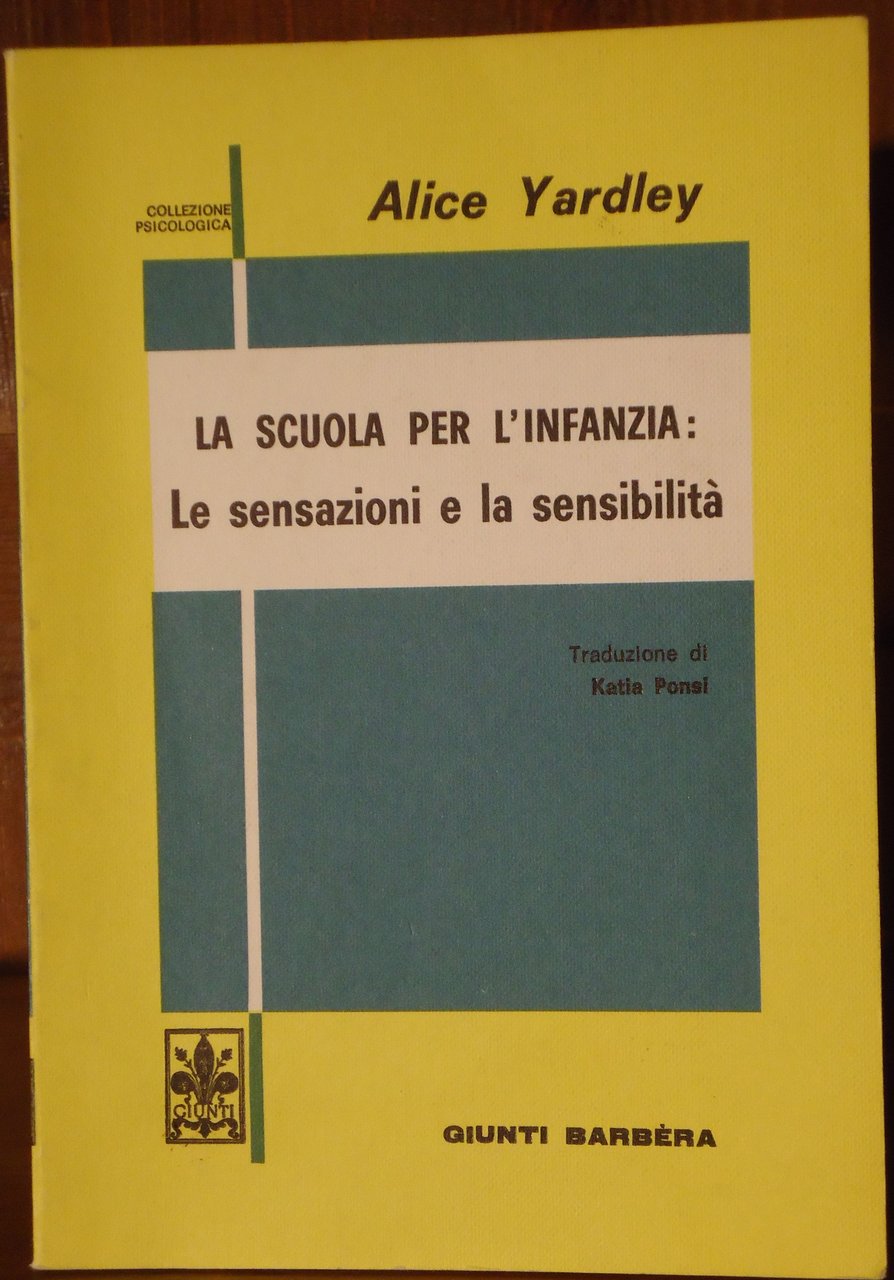 COLLEZIONE
PSICOLOGICA
Alice Yardley
LA SCUOLA PER L'INFANZIA:
Le sensazioni e la sensibilità
Traduzione di
Katia Ponsi
GIUNTI
GIUNTI BARBÈRA